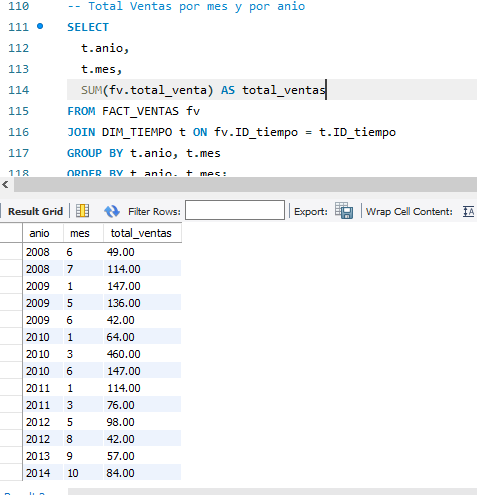 110 -- Total Ventas por mes y por anio
111 SELECT
112 t.anio,
113 t.mes,
114 SUM(fv.total_venta) AS total_ventas
115 FROM FACT_VENTAS fv
116 JOIN DIM_TIEMPO t ON fv.ID_tiempo = t.ID_tiempo
117 GROUP BY t.anio, t.mes
118 ORDER BY t.anio, t.mes;
Result Grid Filter Rows: Export: Wrap Cell Content:
anio mes total_ventas
2008 6 49.00
2008 7 114.00
2009 1 147.00
2009 5 136.00
2009 6 42.00
2010 1 64.00
2010 3 460.00
2010 6 147.00
2011 1 114.00
2011 3 76.00
2012 5 98.00
2012 8 42.00
2013 9 57.00
2014 10 84.00